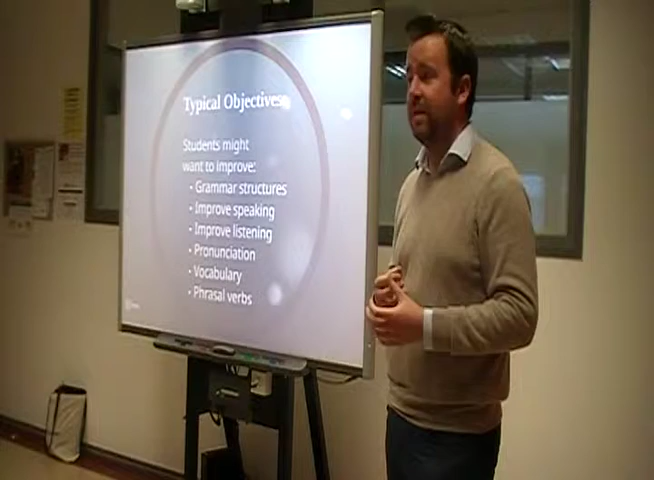 Typical Objectives
Students might
want to improve:
• Grammar structures
• Improve speaking
• Improve listening
• Pronunciation
• Vocabulary
• Phrasal verbs